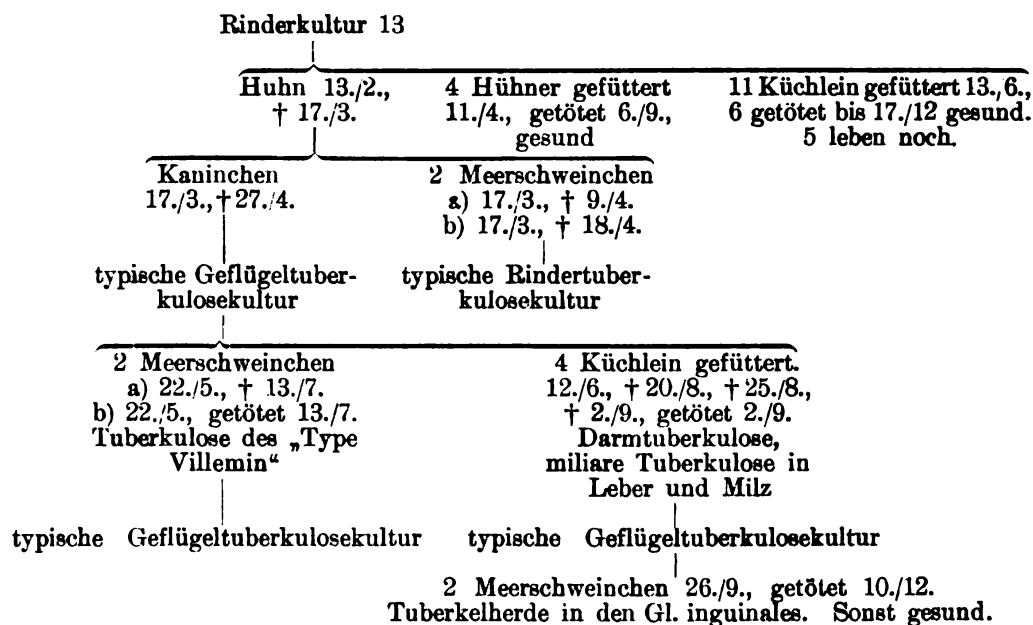 Rinderkultur 13
Huhn 13./2.,
† 17./3.
4 Hühner gefüttert
11./4., getötet 6./9.,
gesund
11 Küchlein gefüttert 13./6.,
6 getötet bis 17./12 gesund.
5 leben noch.
Kaninchen
17./3., † 27./4.
2 Meerschweinchen
a) 17./3., † 9./4.
b) 17./3., † 18./4.
typische Geflügeltuber-
kulosekultur
typische Rindertuber-
kulosekultur
2 Meerschweinchen
a) 22./5., † 13./7.
b) 22./5., getötet 13./7.
Tuberkulose des „Type
Villemin“
4 Küchlein gefüttert.
12./6., † 20./8., † 25./8.,
† 2./9., getötet 2./9.
Darmtuberkulose,
miliare Tuberkulose in
Leber und Milz
typische Geflügeltuberkulosekultur
typische Geflügeltuberkulosekultur
2 Meerschweinchen 26./9., getötet 10./12.
Tuberkelherde in den Gl. inguinales. Sonst gesund.